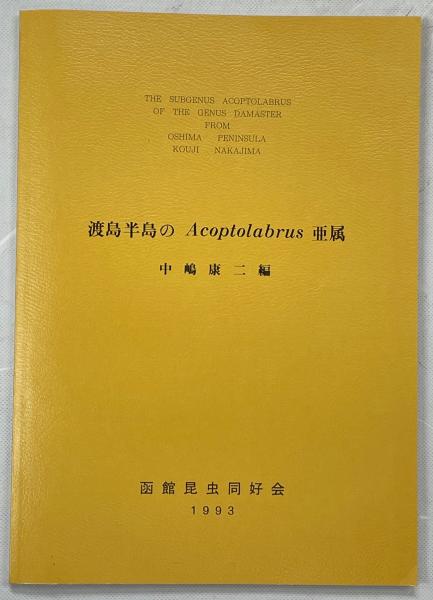 THE SUBGENUS ACOPTOLABRUS
OF THE GENUS DAMASTER
FROM
OSHIMA PENINSULA
KOUJI NAKAJIMA
渡島半島の Acoptolabrus 亜属
中嶋康二編
函館昆虫同好会
1993